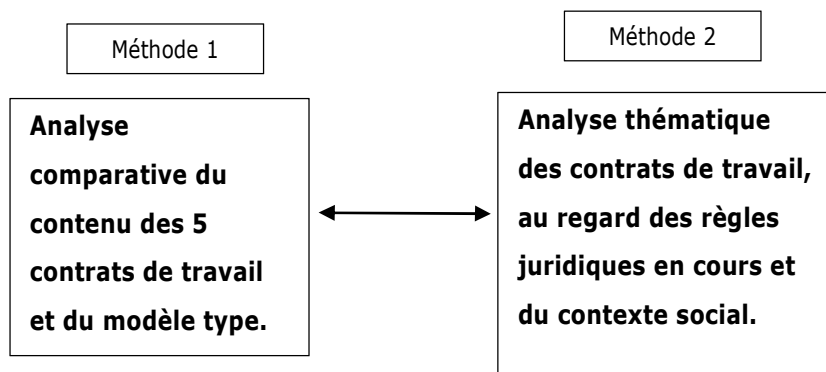 Méthode 1
Méthode 2
Analyse
comparative du
contenu des 5
contrats de travail
et du modèle type.
Analyse thématique
des contrats de travail,
au regard des règles
juridiques en cours et
du contexte social.